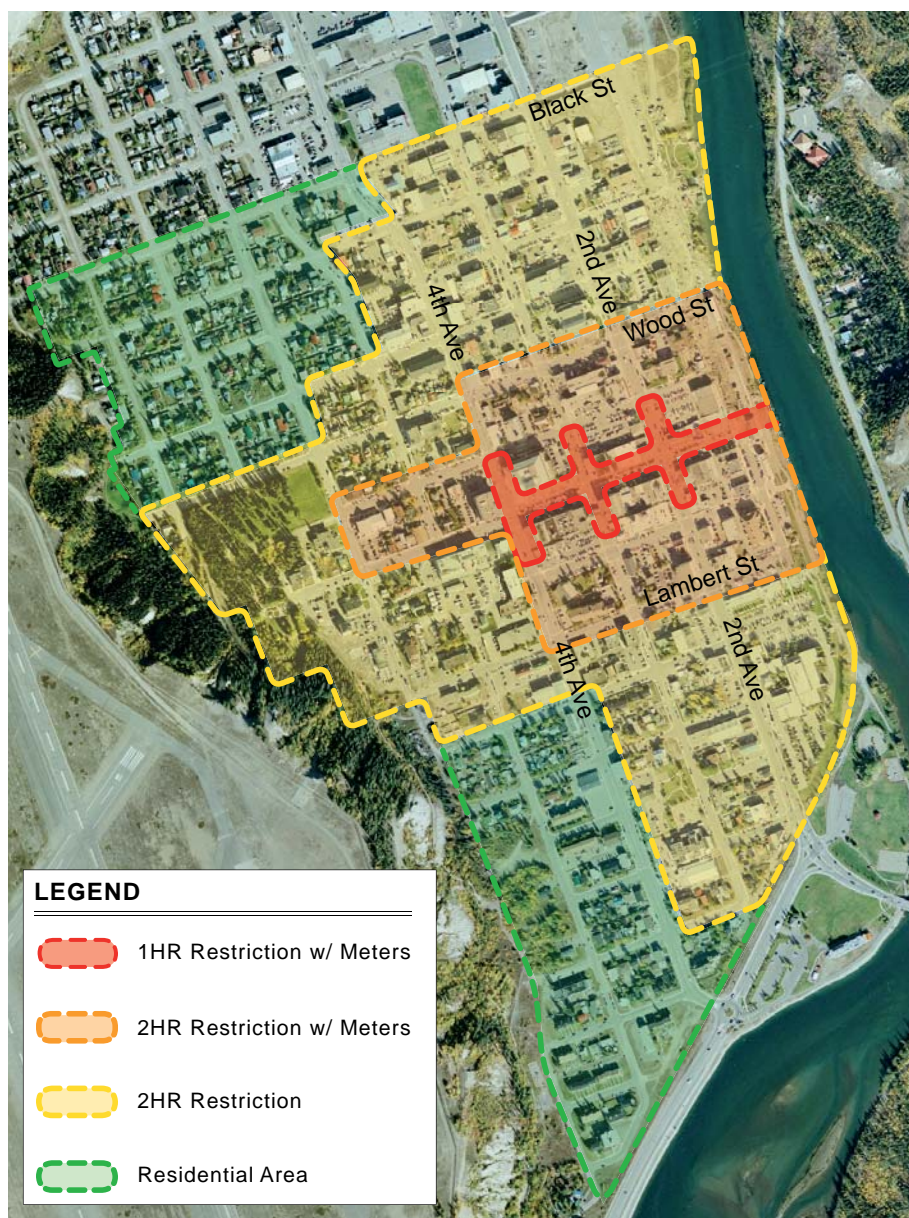 Black St
2nd Ave
4th Ave
Wood St
Lambert St
2nd Ave
4th Ave
LEGEND
1HR Restriction w/ Meters
2HR Restriction w/ Meters
2HR Restriction
Residential Area